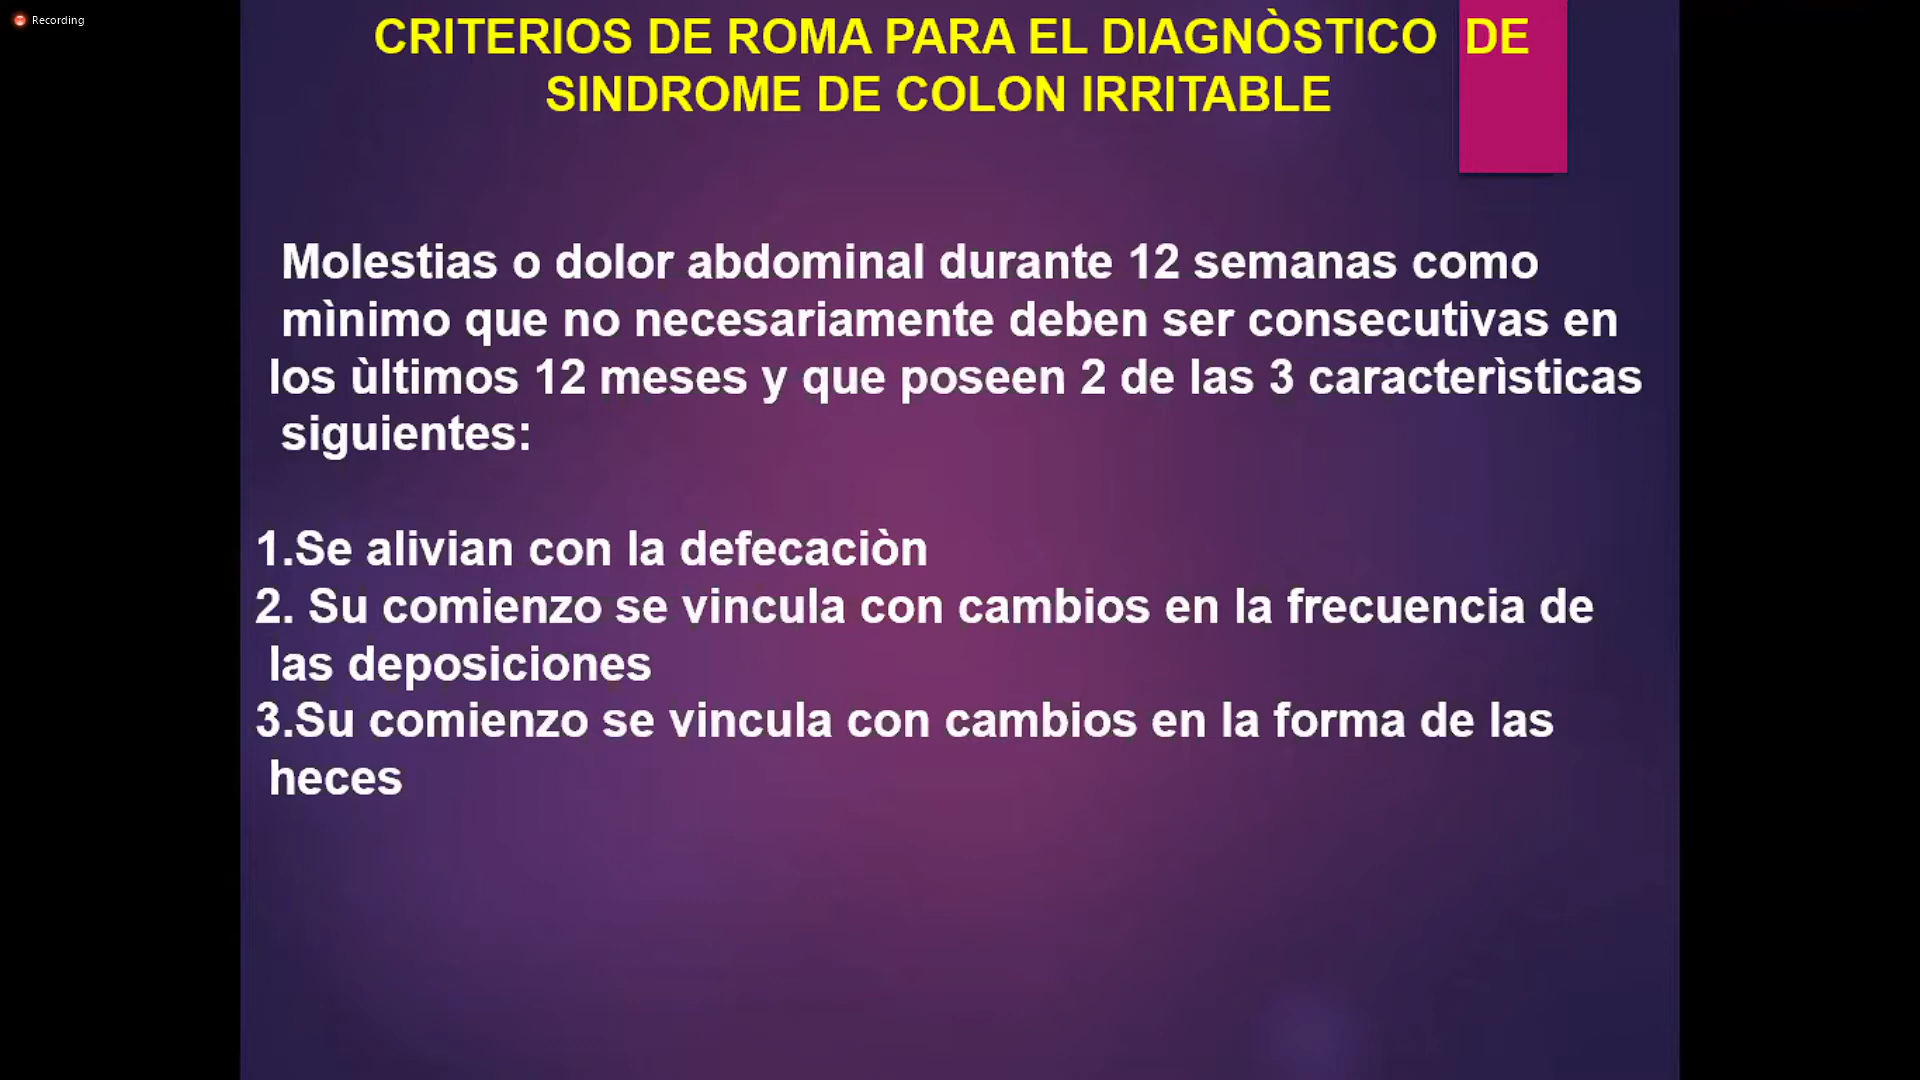 Recording
CRITERIOS DE ROMA PARA EL DIAGNÒSTICO DE
SINDROME DE COLON IRRITABLE
Molestias o dolor abdominal durante 12 semanas como
mìnimo que no necesariamente deben ser consecutivas en
los ùltimos 12 meses y que poseen 2 de las 3 caracterìsticas
siguientes:
1.Se alivian con la defecaciòn
2. Su comienzo se vincula con cambios en la frecuencia de
las deposiciones
3.Su comienzo se vincula con cambios en la forma de las
heces